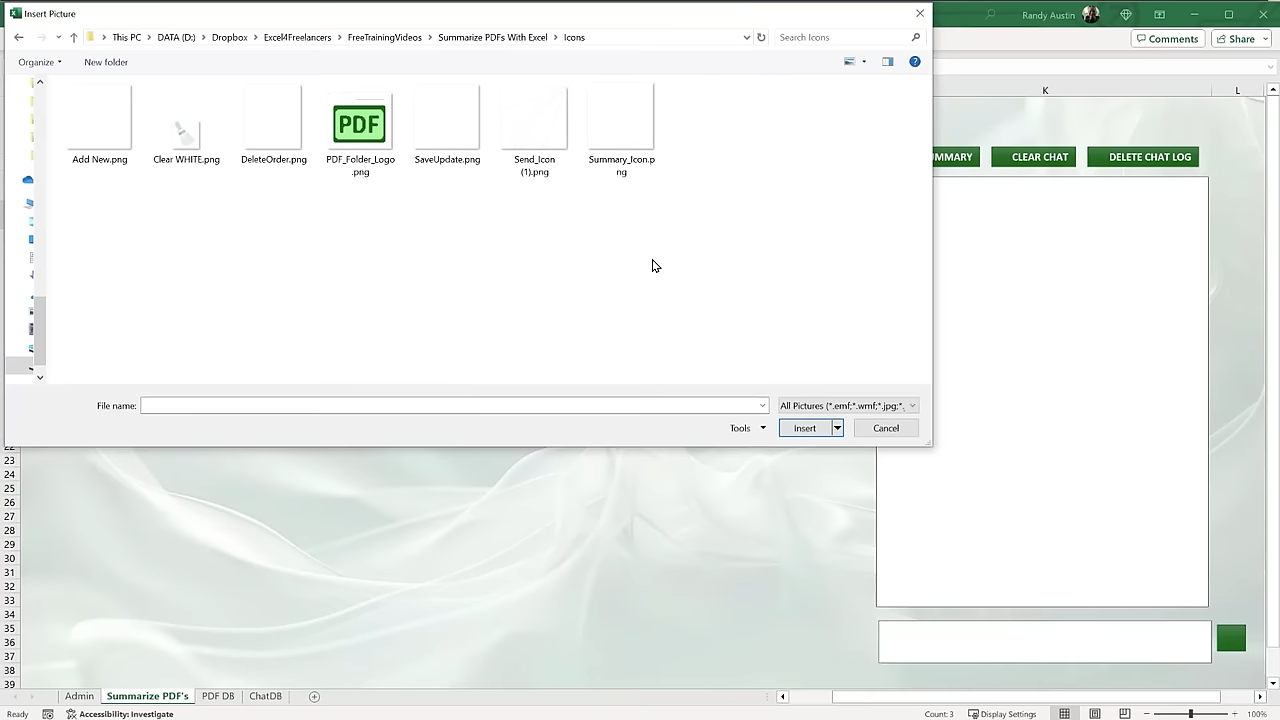 Insert Picture
Randy Austin
This PC > DATA (D:) > Dropbox > Excel4Freelancers > FreeTrainingVideos > Summarize PDFs With Excel > Icons
Search Icons
Comments
Share
Organize
New folder
K
L
PDF
Add New.png
Clear WHITE.png
DeleteOrder.png
PDF_Folder_Logo
.png
SaveUpdate.png
Send_Icon
(1).png
Summary_Icon.p
ng
UMMARY
CLEAR CHAT
DELETE CHAT LOG
File name:
All Pictures (*.emf;*.wmf;*.jpg;*.
Tools
Insert
Cancel
23
24
25
26
27
28
29
30
31
32
33
34
35
36
37
38
39
Admin
Summarize PDF's
PDF DB
ChatDB
Ready
Accessibility: Investigate
Count: 3
Display Settings
100%